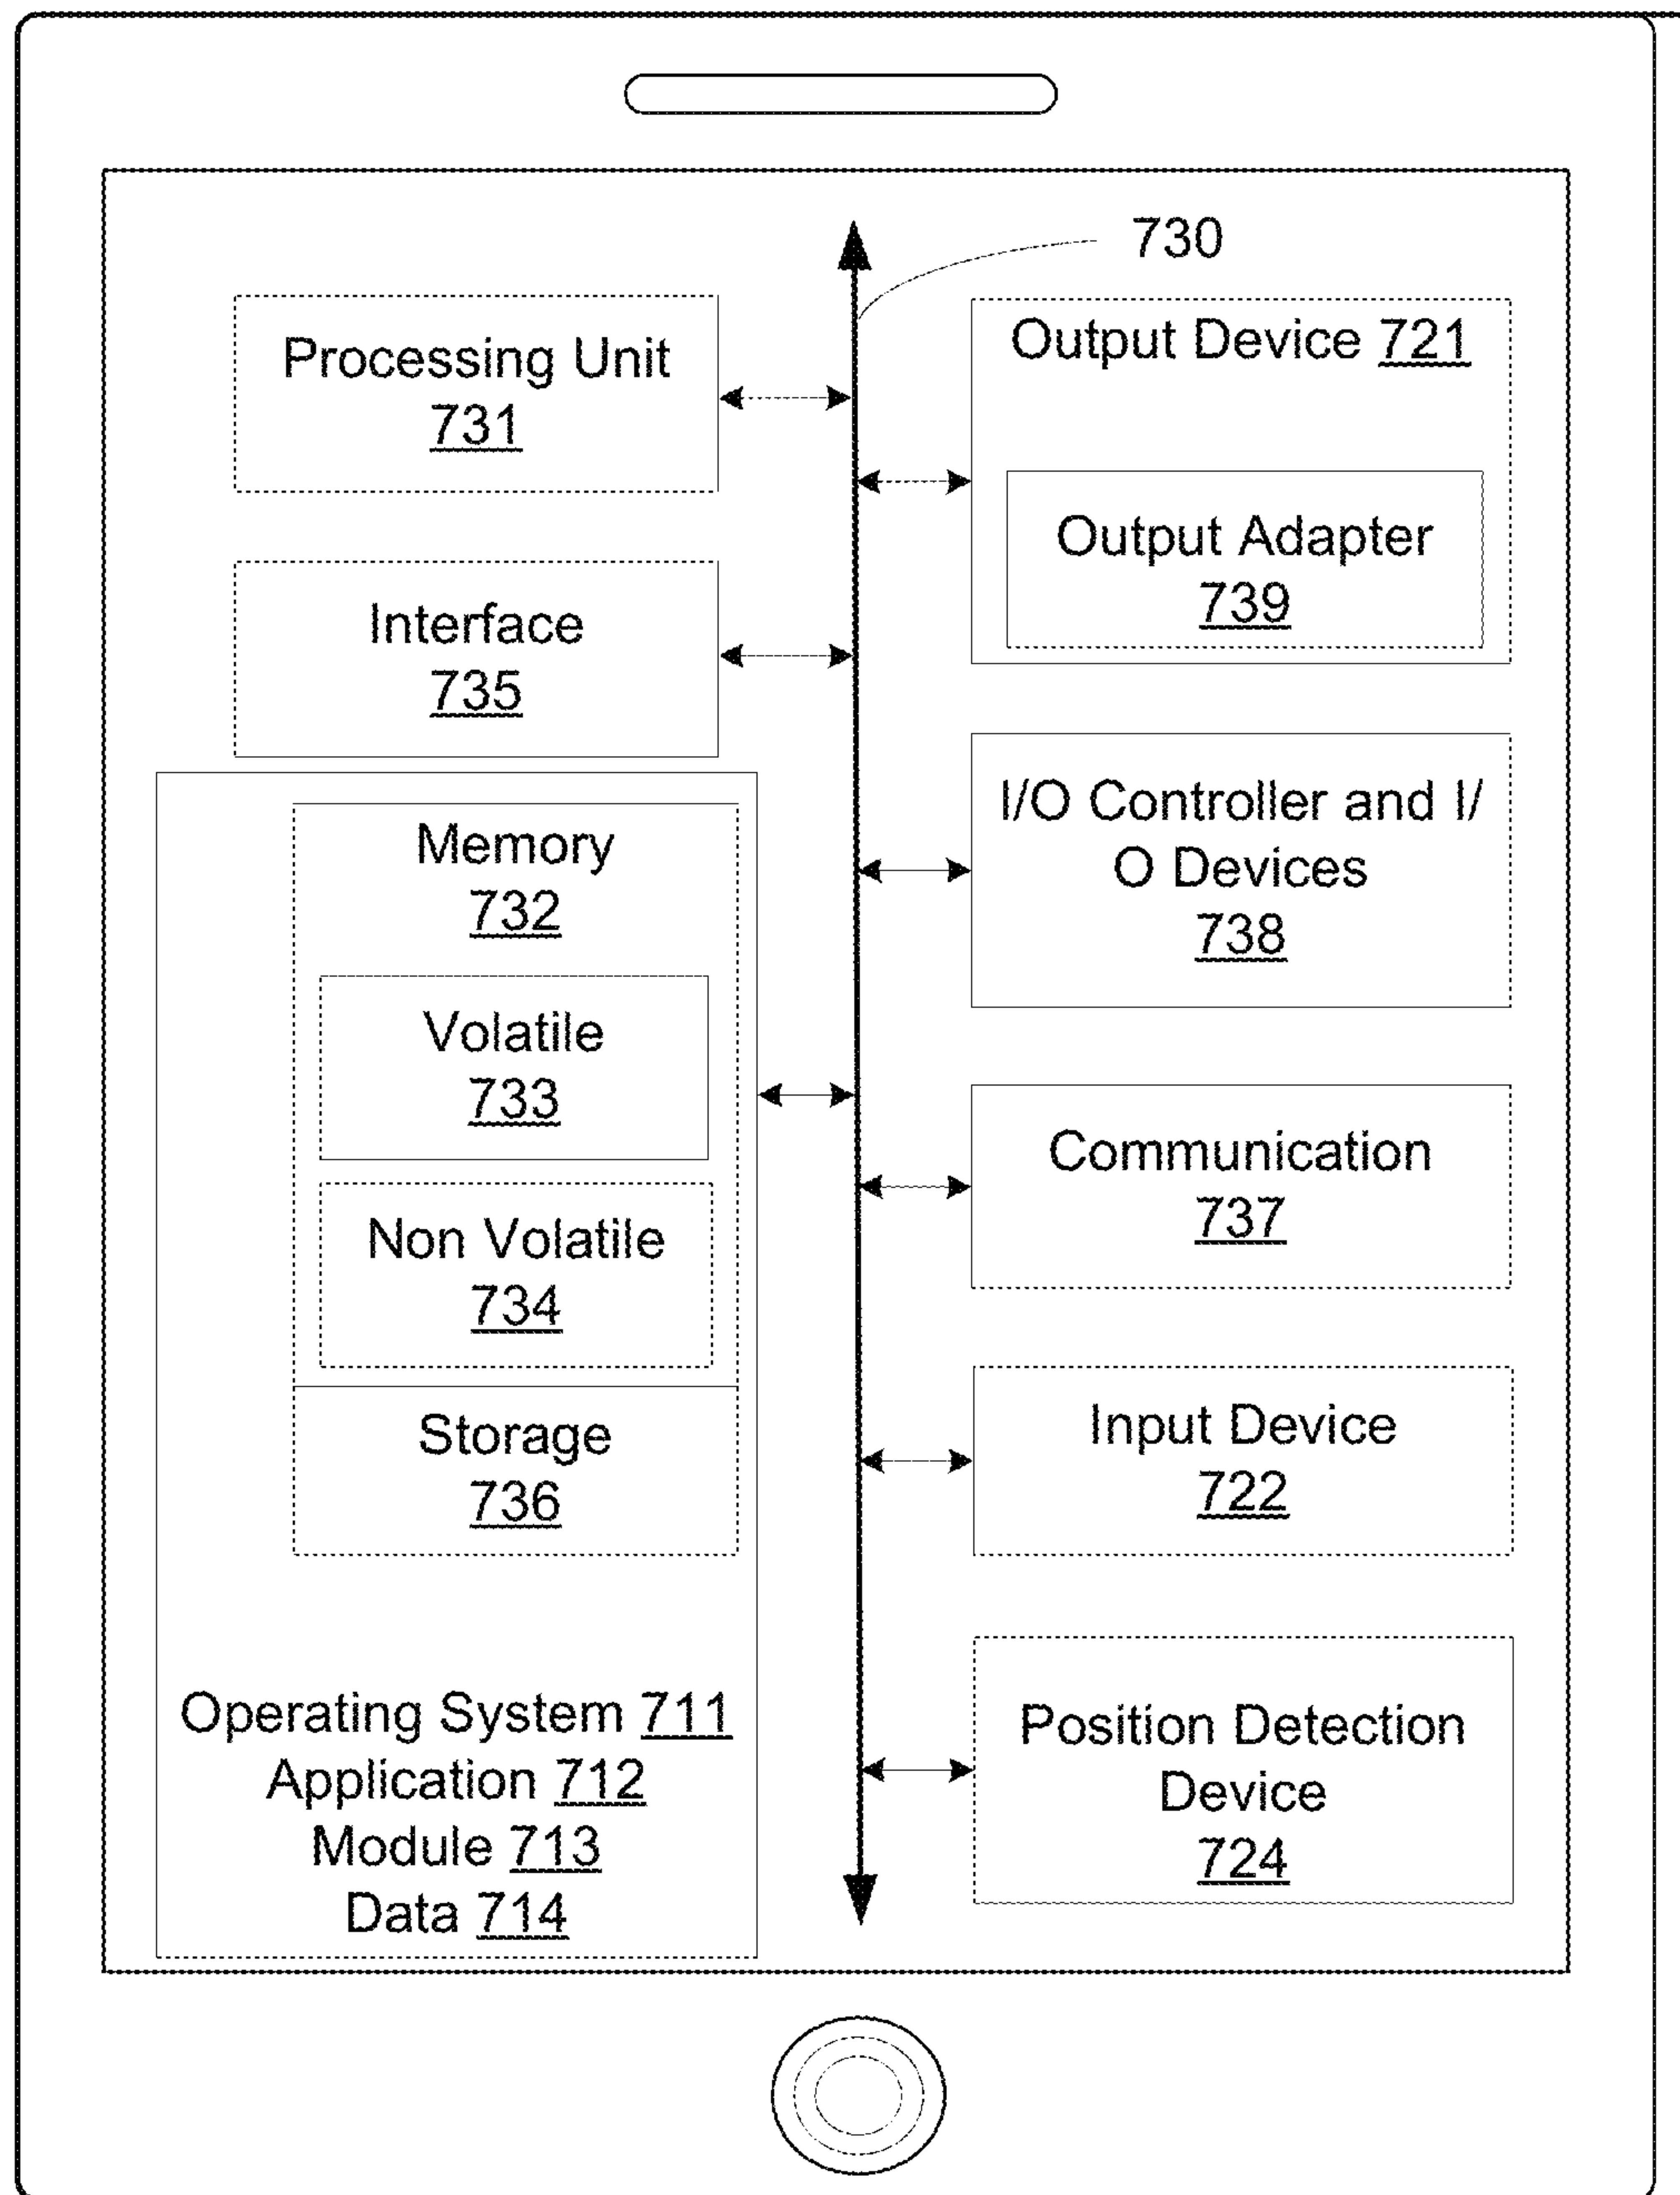 730
Processing Unit
731
Interface
735
Memory
732
Volatile
733
Non Volatile
734
Storage
736
Operating System 711
Application 712
Module 713
Data 714
Output Device 721
Output Adapter
739
I/O Controller and I/
O Devices
738
Communication
737
Input Device
722
Position Detection
Device
724